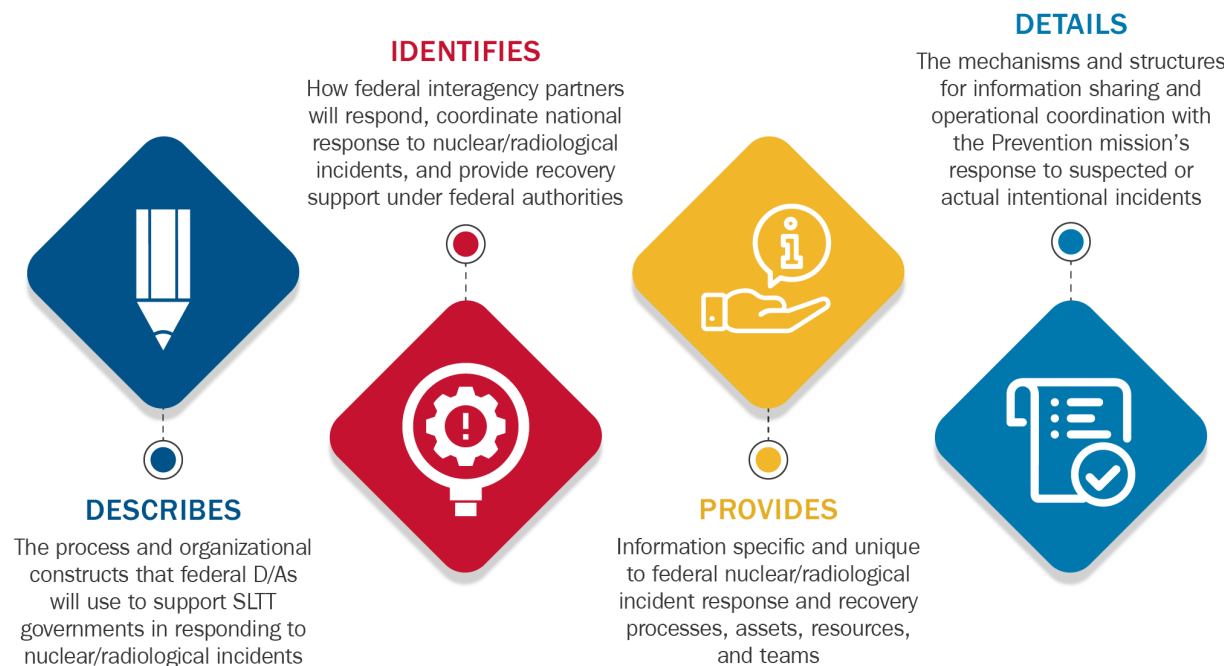 DESCRIBES
The process and organizational
constructs that federal D/As
will use to support SLTT
governments in responding to
nuclear/radiological incidents
IDENTIFIES
How federal interagency partners
will respond, coordinate national
response to nuclear/radiological
incidents, and provide recovery
support under federal authorities
PROVIDES
Information specific and unique
to federal nuclear/radiological
incident response and recovery
processes, assets, resources,
and teams
DETAILS
The mechanisms and structures
for information sharing and
operational coordination with
the Prevention mission’s
response to suspected or
actual intentional incidents